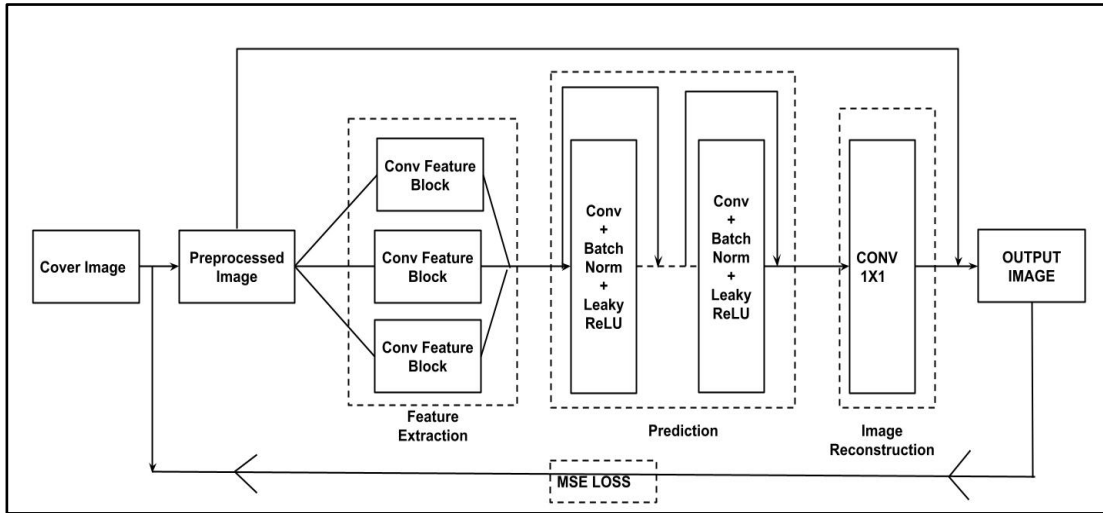 Cover Image
Preprocessed
Image
Conv Feature
Block
Conv Feature
Block
Conv Feature
Block
Feature
Extraction
Conv
+
Batch
Norm
+
Leaky
ReLU
Conv
+
Batch
Norm
+
Leaky
ReLU
Prediction
CONV
1X1
Image
Reconstruction
OUTPUT
IMAGE
MSE LOSS